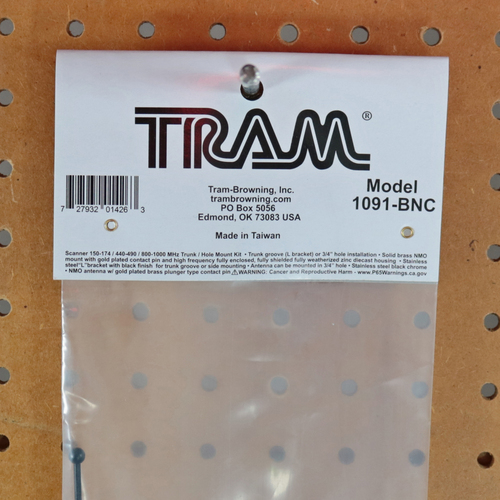 TRAM®
Tram-Browning, Inc.
trambrowning.com
PO Box 5056
Edmond, OK 73083 USA
Made in Taiwan
Model
1091-BNC
7 27932 01426 3
Scanner 150-174 / 440-490 / 800-1000 MHz Trunk / Hole Mount Kit • Trunk groove (L bracket) or 3/4" hole installation • Solid brass NMO
mount with gold plated contact pin and high frequency fully enclosed, fully shielded fully weatherized zinc diecast housing • Stainless
steel"L"bracket with black finish for trunk groove or side mounting • Antenna can be mounted in 3/4" hole • Stainless steel black chrome
• NMO antenna w/ gold plated brass plunger type contact pin ⚠WARNING: Cancer and Reproductive Harm - www.P65Warnings.ca.gov